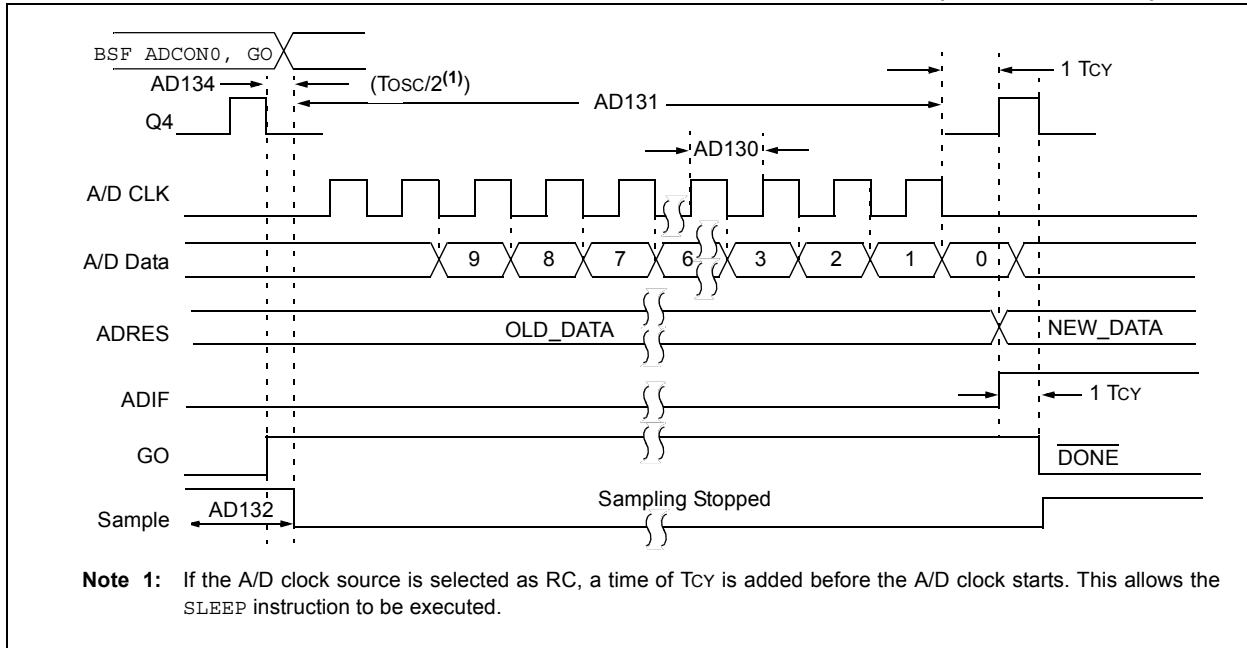 BSF ADCON0, GO
AD134 (TOSC/2(1)) 1 TCY
AD131
Q4
AD130
A/D CLK
A/D Data 9 8 7 6 3 2 1 0
ADRES OLD_DATA NEW_DATA
ADIF 1 TCY
GO DONE
Sample AD132 Sampling Stopped
Note 1: If the A/D clock source is selected as RC, a time of TCY is added before the A/D clock starts. This allows the
SLEEP instruction to be executed.